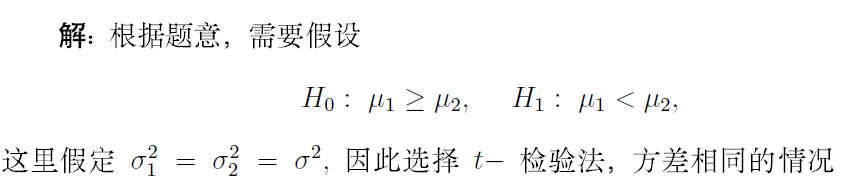 解：根据题意，需要假设
H₀： μ₁ ≥ μ₂,   H₁： μ₁ < μ₂,
这里假定 σ₁² = σ₂² = σ², 因此选择 t− 检验法，方差相同的情况